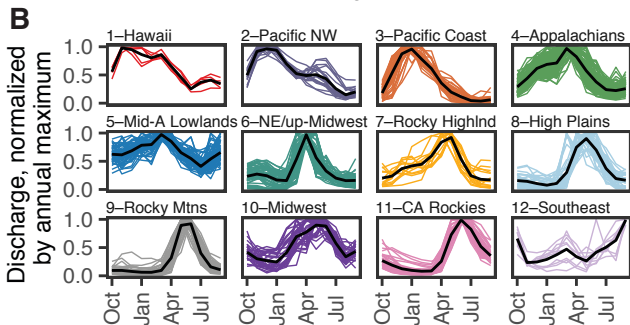 B
Discharge, normalized
by annual maximum
1–Hawaii 2–Pacific NW 3–Pacific Coast 4–Appalachians
1.0
0.5
0.0
5–Mid-A Lowlands 6–NE/up-Midwest 7–Rocky Highlnd 8–High Plains
1.0
0.5
0.0
9–Rocky Mtns 10–Midwest 11–CA Rockies 12–Southeast
1.0
0.5
0.0
Oct Jan Apr Jul Oct Jan Apr Jul Oct Jan Apr Jul Oct Jan Apr Jul